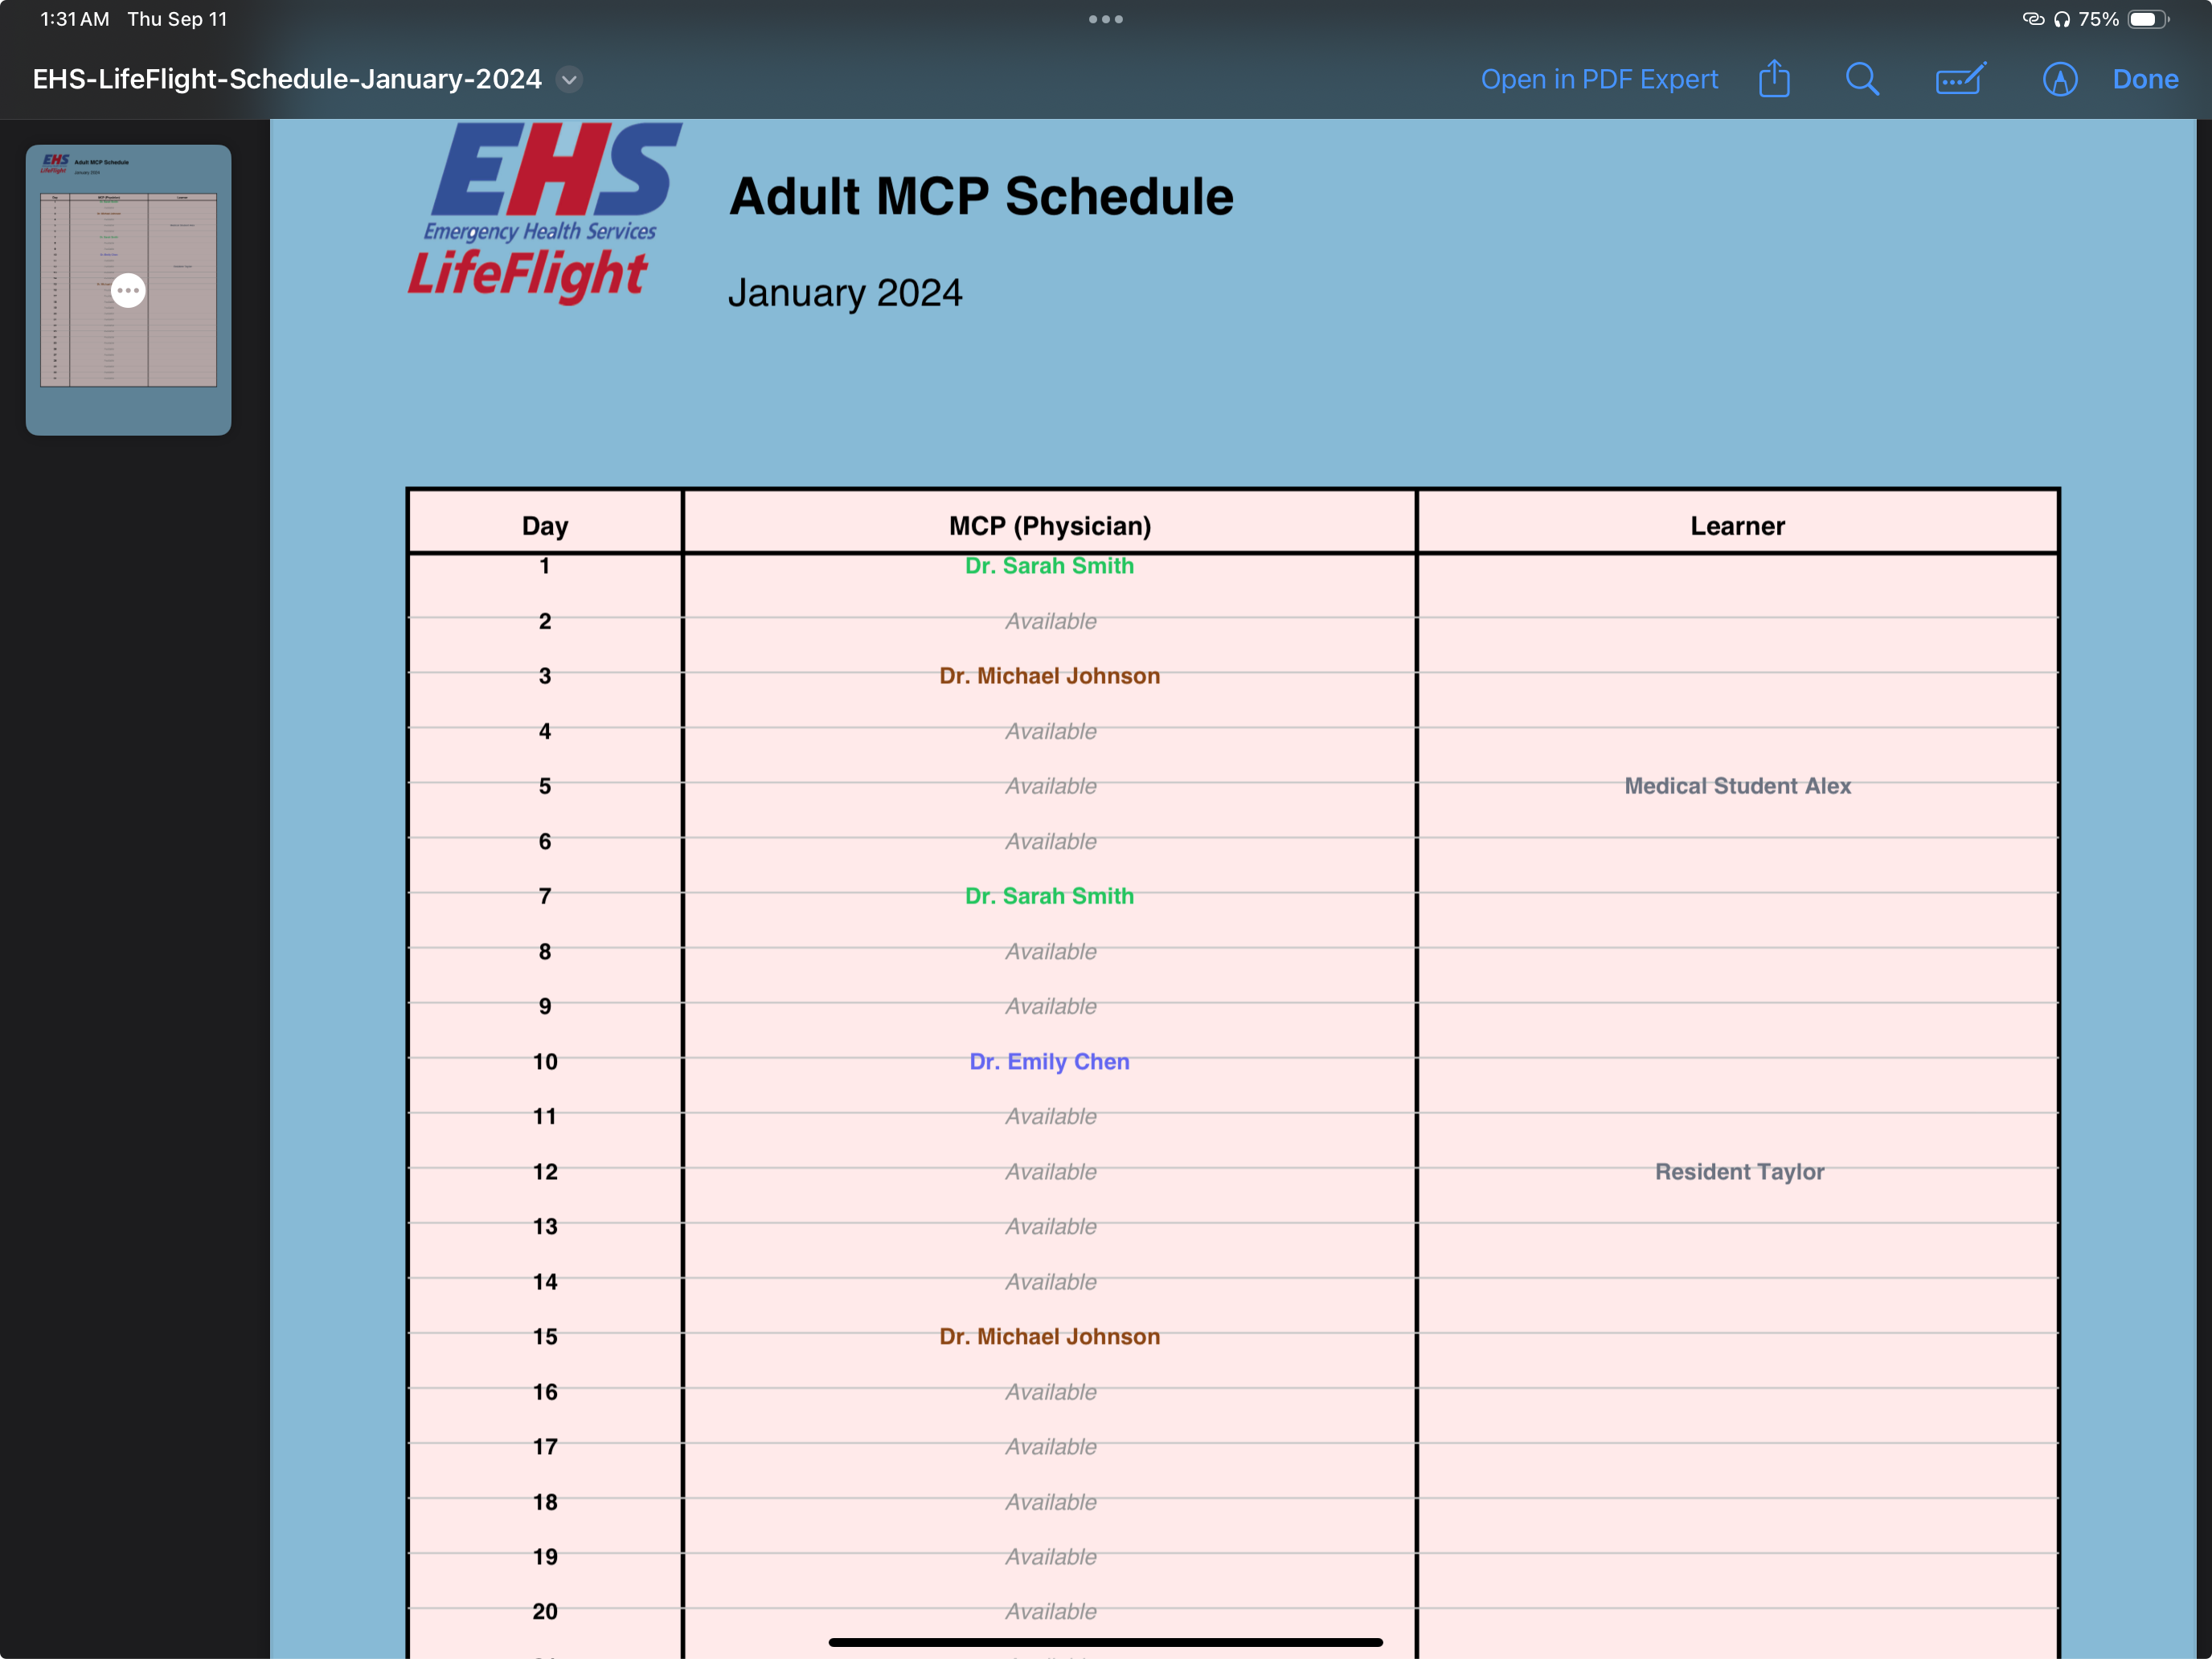 1:31 AM Thu Sep 11
75%
EHS-LifeFlight-Schedule-January-2024
Open in PDF Expert
Done
EHS
Emergency Health Services
LifeFlight
Adult MCP Schedule
January 2024
Day MCP (Physician) Learner
1 Dr. Sarah Smith
2 Available
3 Dr. Michael Johnson
4 Available
5 Available Medical Student Alex
6 Available
7 Dr. Sarah Smith
8 Available
9 Available
10 Dr. Emily Chen
11 Available
12 Available Resident Taylor
13 Available
14 Available
15 Dr. Michael Johnson
16 Available
17 Available
18 Available
19 Available
20 Available